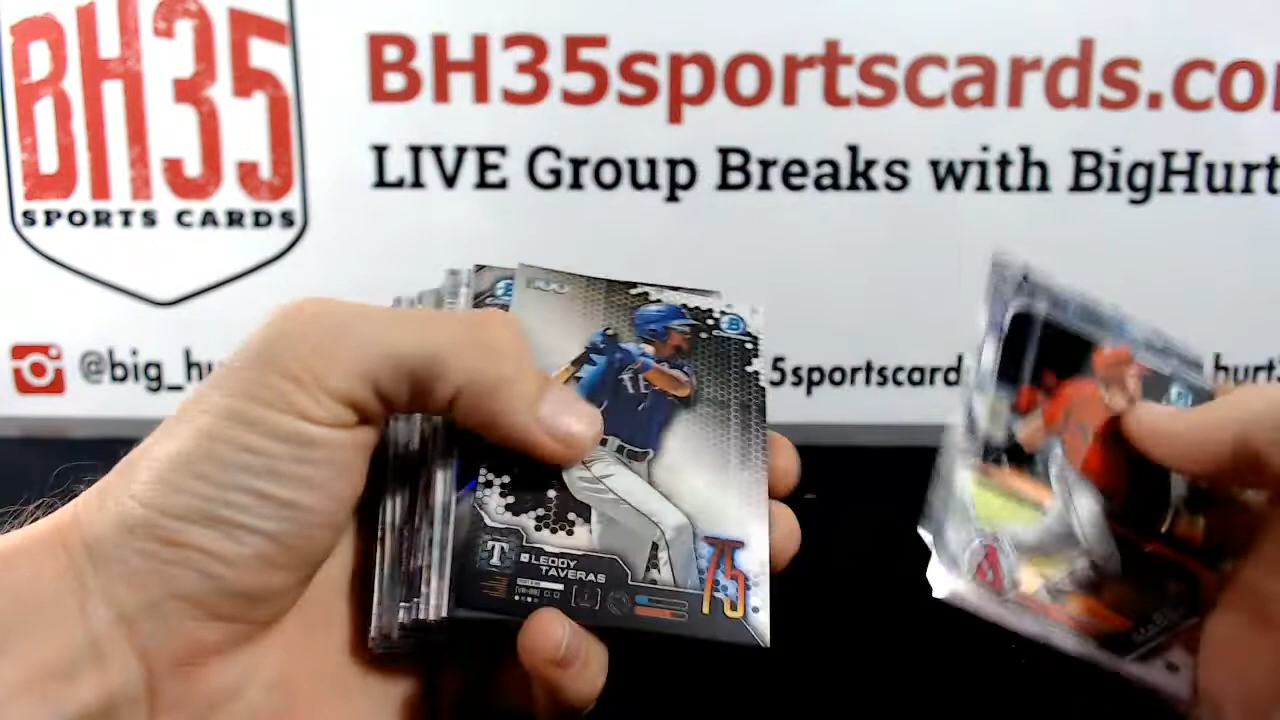 BH35
SPORTS CARDS
BH35sportscards.co
LIVE Group Breaks with BigHurt
@big_hu
5sportscard
hurt3
LEODY
TAVERAS
75
T
B